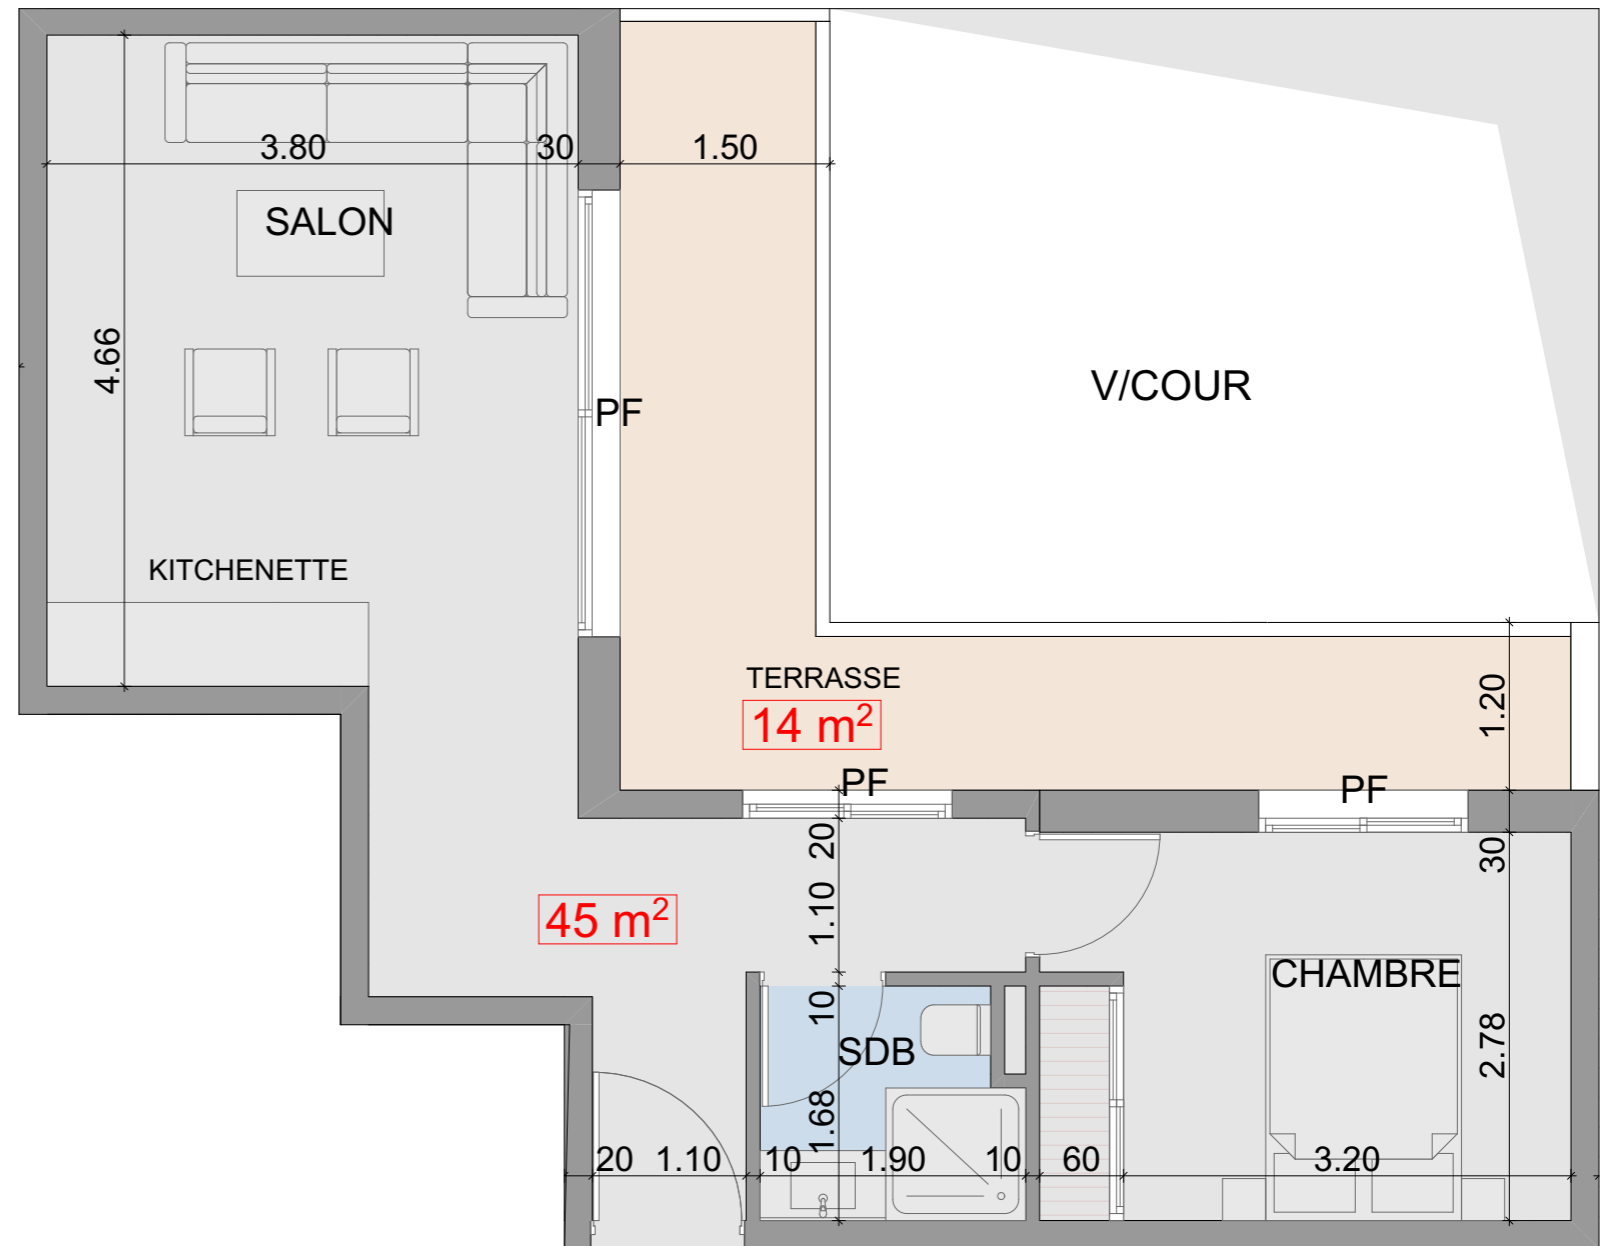 3.80
30
1.50
SALON
4.66
PF
V/COUR
KITCHENETTE
TERRASSE
14 m²
1.20
PF
PF
20
30
1.10
45 m²
CHAMBRE
10
SDB
2.78
1.68
20
1.10
10
1.90
10
60
3.20